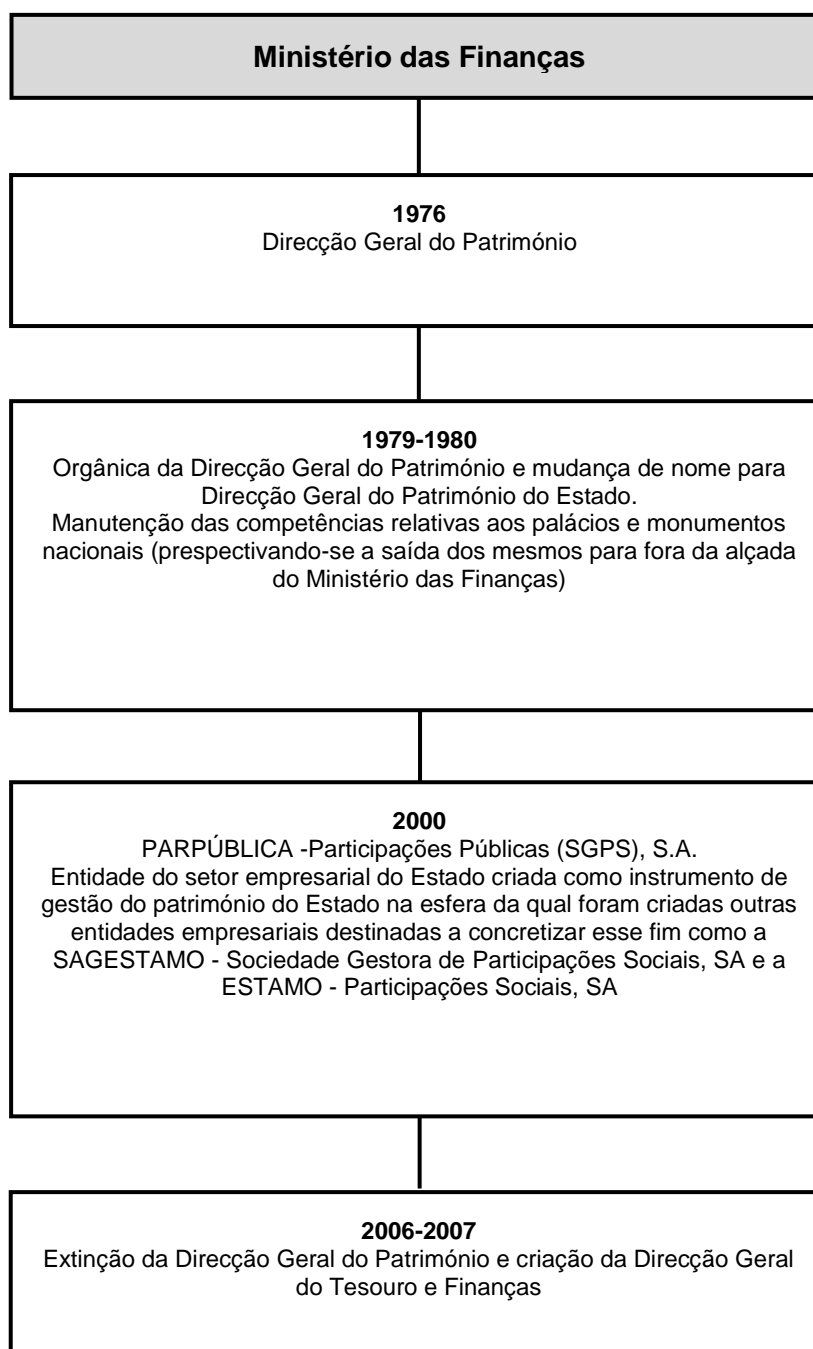 Ministério das Finanças
1976
Direcção Geral do Património
1979-1980
Orgânica da Direcção Geral do Património e mudança de nome para
Direcção Geral do Património do Estado.
Manutenção das competências relativas aos palácios e monumentos
nacionais (prespectivando-se a saída dos mesmos para fora da alçada
do Ministério das Finanças)
2000
PARPÚBLICA -Participações Públicas (SGPS), S.A.
Entidade do setor empresarial do Estado criada como instrumento de
gestão do património do Estado na esfera da qual foram criadas outras
entidades empresariais destinadas a concretizar esse fim como a
SAGESTAMO - Sociedade Gestora de Participações Sociais, SA e a
ESTAMO - Participações Sociais, SA
2006-2007
Extinção da Direcção Geral do Património e criação da Direcção Geral
do Tesouro e Finanças